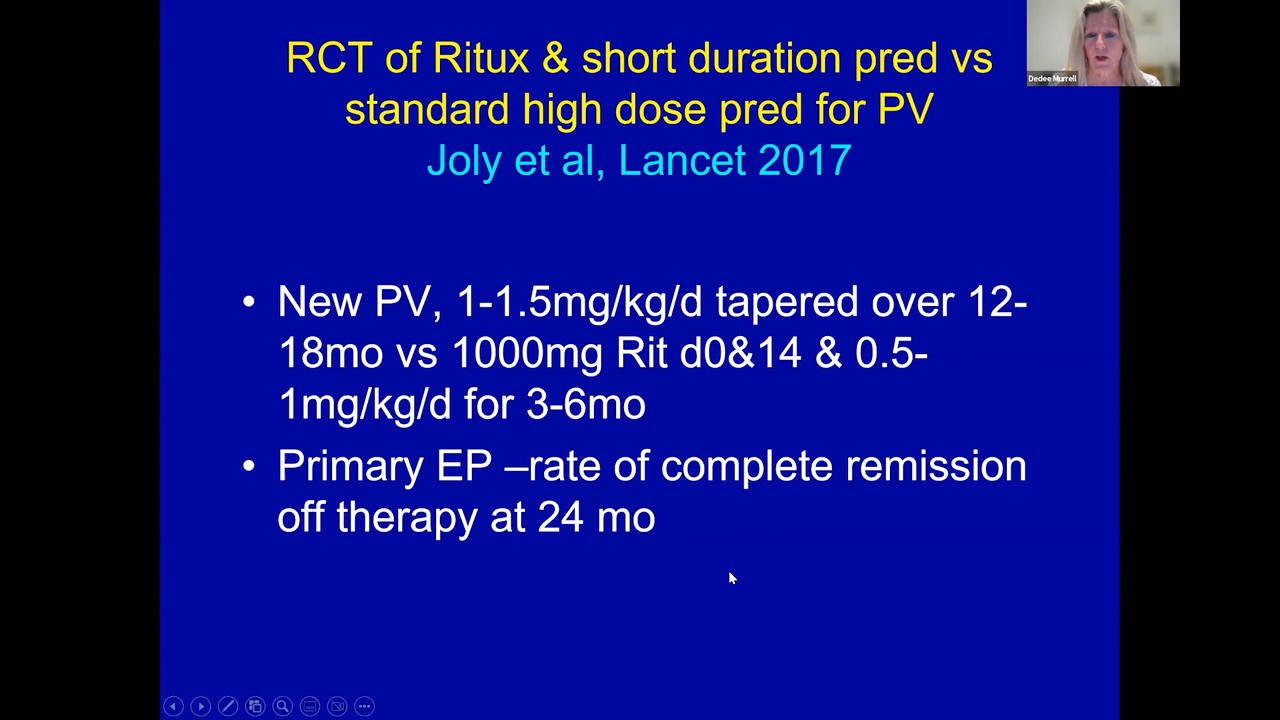 RCT of Ritux & short duration pred vs
standard high dose pred for PV
Joly et al, Lancet 2017
Dedee Murrell
• New PV, 1-1.5mg/kg/d tapered over 12-
18mo vs 1000mg Rit d0&14 & 0.5-
1mg/kg/d for 3-6mo
• Primary EP –rate of complete remission
off therapy at 24 mo